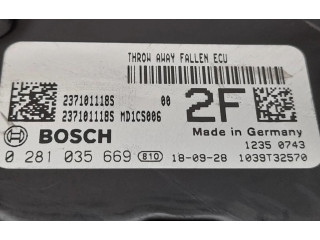 THROW AWAY FALLEN ECU
237101118S 00
237101118S MD1CS006
2F
Made in Germany
BOSCH
1235 0743
0 281 035 669 B10 18-09-28 1039T32570